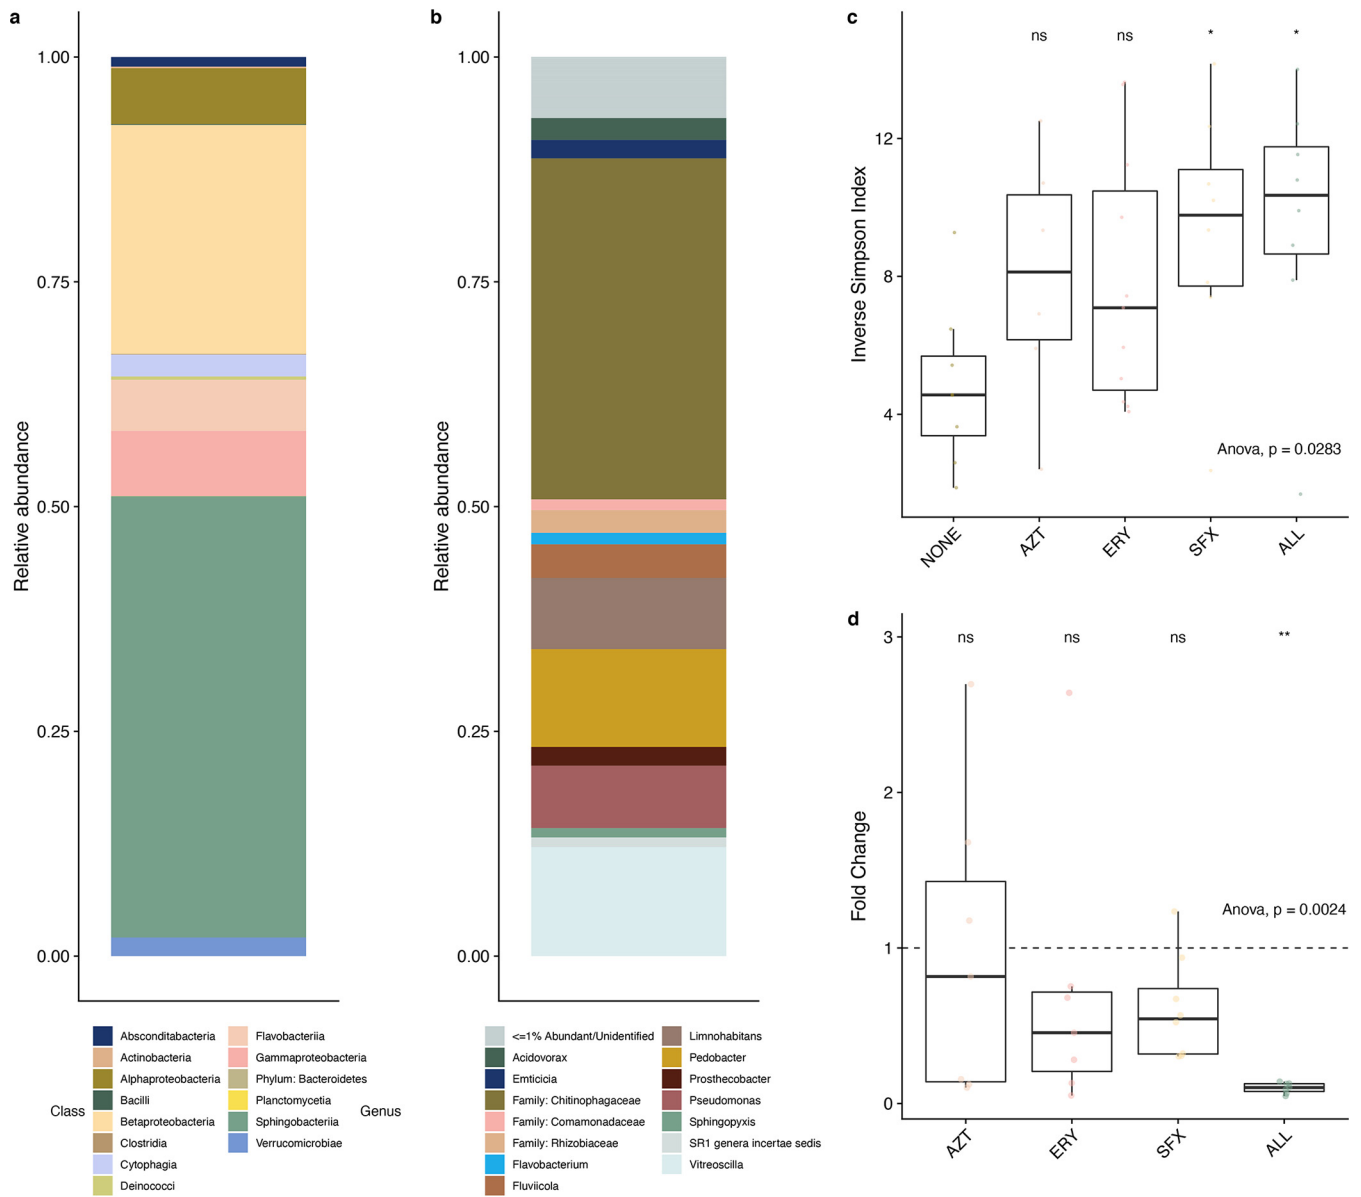 a
Relative abundance
1.00
0.75
0.50
0.25
0.00
Class
Absconditabacteria
Actinobacteria
Alphaproteobacteria
Bacilli
Betaproteobacteria
Clostridia
Cytophagia
Deinococci
Flavobacteriia
Gammaproteobacteria
Phylum: Bacteroidetes
Planctomycetia
Sphingobacteriia
Verrucomicrobiae
b
Relative abundance
1.00
0.75
0.50
0.25
0.00
Genus
<=1% Abundant/Unidentified
Acidovorax
Emticicia
Family: Chitinophagaceae
Family: Comamonadaceae
Family: Rhizobiaceae
Flavobacterium
Fluviicola
Limnohabitans
Pedobacter
Prosthecobacter
Pseudomonas
Sphingopyxis
SR1 genera incertae sedis
Vitreoscilla
c
Inverse Simpson Index
12
8
4
ns
ns
*
*
Anova, p = 0.0283
NONE
AZT
ERY
SFX
ALL
d
Fold Change
3
2
1
0
ns
ns
ns
**
Anova, p = 0.0024
AZT
ERY
SFX
ALL